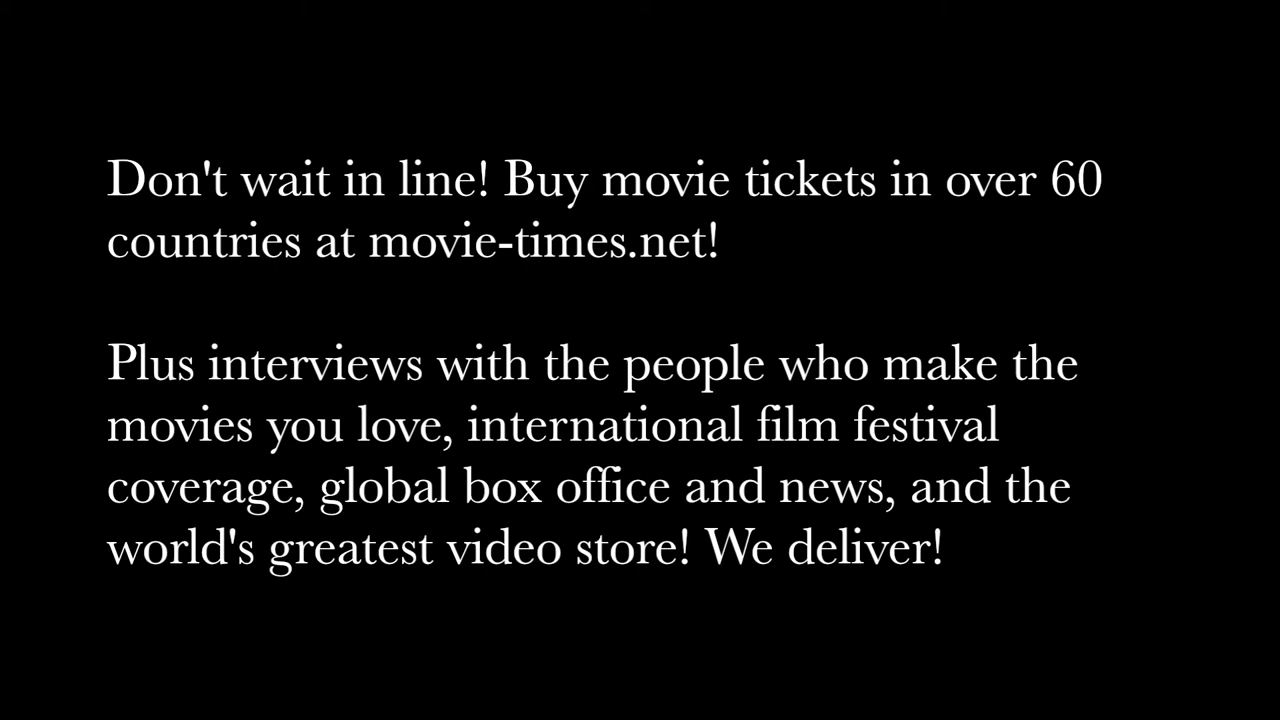 Don't wait in line! Buy movie tickets in over 60
countries at movie-times.net!
Plus interviews with the people who make the
movies you love, international film festival
coverage, global box office and news, and the
world's greatest video store! We deliver!